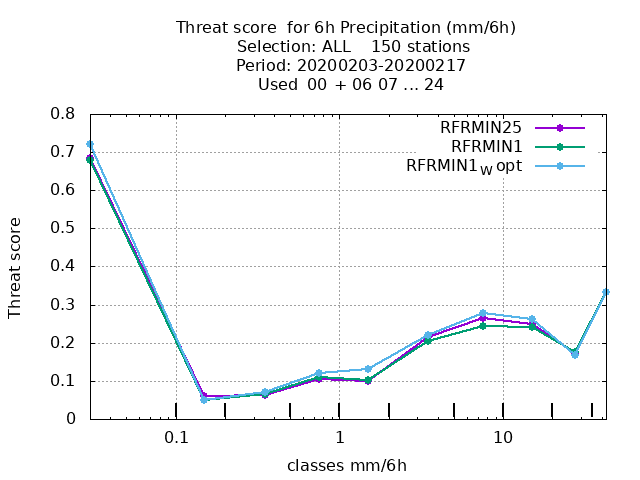 Threat score  for 6h Precipitation (mm/6h)
Selection: ALL    150 stations
Period: 20200203-20200217
Used  00  + 06 07 ... 24
RFRMIN25
RFRMIN1
RFRMIN1W opt
0.8
0.7
0.6
0.5
0.4
0.3
0.2
0.1
0
Threat score
0.1 1 10
classes mm/6h